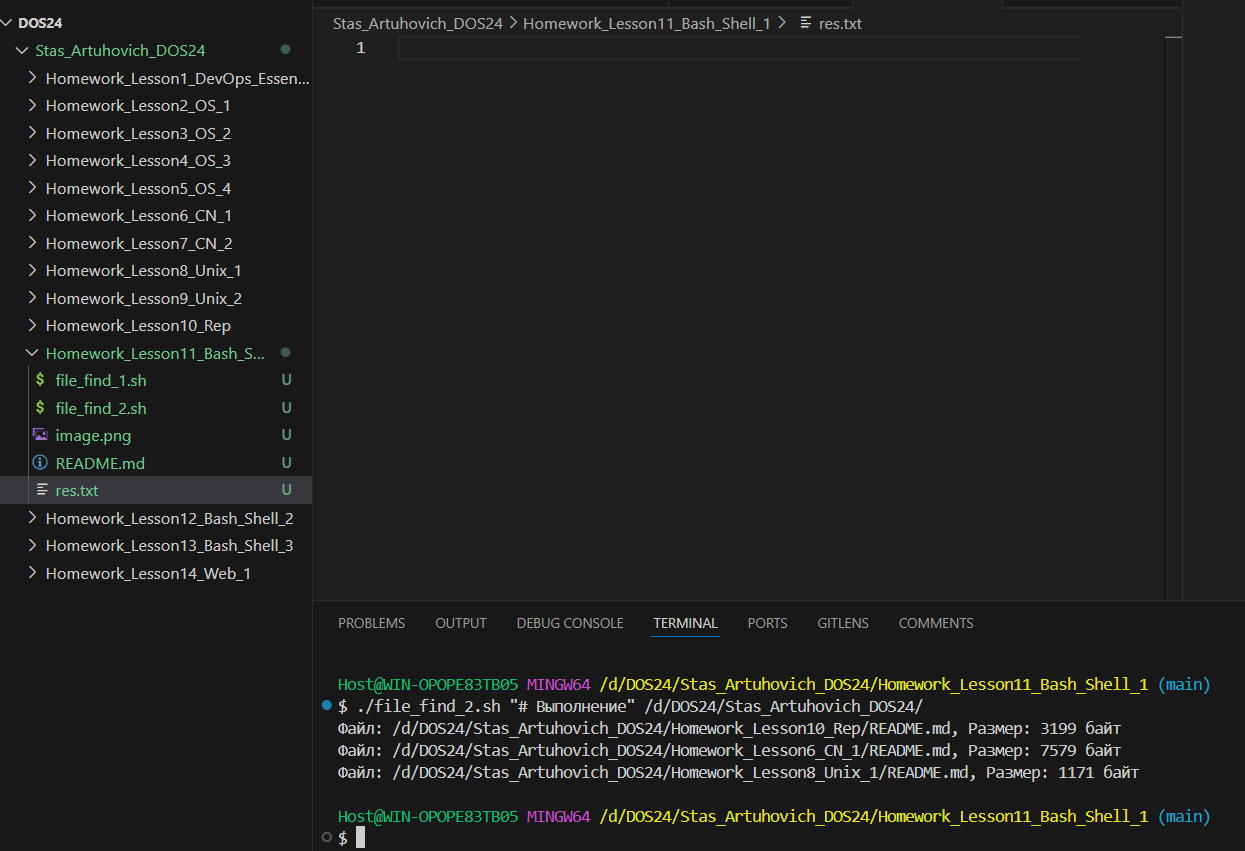 DOS24
Stas_Artuhovich_DOS24
Homework_Lesson1_DevOps_Essen...
Homework_Lesson2_OS_1
Homework_Lesson3_OS_2
Homework_Lesson4_OS_3
Homework_Lesson5_OS_4
Homework_Lesson6_CN_1
Homework_Lesson7_CN_2
Homework_Lesson8_Unix_1
Homework_Lesson9_Unix_2
Homework_Lesson10_Rep
Homework_Lesson11_Bash_S...
$ file_find_1.sh U
$ file_find_2.sh U
image.png U
README.md U
res.txt U
Homework_Lesson12_Bash_Shell_2
Homework_Lesson13_Bash_Shell_3
Homework_Lesson14_Web_1
Stas_Artuhovich_DOS24 > Homework_Lesson11_Bash_Shell_1 > res.txt
1
PROBLEMS OUTPUT DEBUG CONSOLE TERMINAL PORTS GITLENS COMMENTS
Host@WIN-OPOPE83TB05 MINGW64 /d/DOS24/Stas_Artuhovich_DOS24/Homework_Lesson11_Bash_Shell_1 (main)
$ ./file_find_2.sh "# Выполнение" /d/DOS24/Stas_Artuhovich_DOS24/
Файл: /d/DOS24/Stas_Artuhovich_DOS24/Homework_Lesson10_Rep/README.md, Размер: 3199 байт
Файл: /d/DOS24/Stas_Artuhovich_DOS24/Homework_Lesson6_CN_1/README.md, Размер: 7579 байт
Файл: /d/DOS24/Stas_Artuhovich_DOS24/Homework_Lesson8_Unix_1/README.md, Размер: 1171 байт
Host@WIN-OPOPE83TB05 MINGW64 /d/DOS24/Stas_Artuhovich_DOS24/Homework_Lesson11_Bash_Shell_1 (main)
$